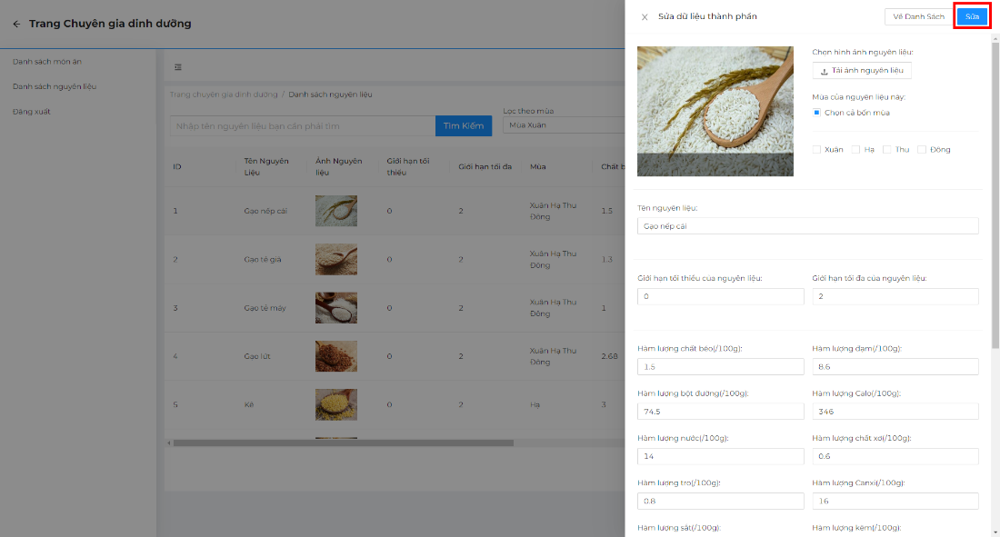 Trang Chuyên gia dinh dưỡng
Sửa dữ liệu thành phần
Về Danh Sách
Sửa
Danh sách món ăn
Danh sách nguyên liệu
Đăng xuất
Trang chuyên gia dinh dưỡng / Danh sách nguyên liệu
Nhập tên nguyên liệu bạn cần phải tìm
Tìm Kiếm
Lọc theo mùa
Mùa Xuân
ID
Tên Nguyên
Liệu
Ảnh Nguyên
liệu
Giới hạn tối
thiểu
Giới hạn tối đa
Mùa
Chất b
1
Gạo nếp cái
0
2
Xuân Hạ Thu
Đông
1.5
2
Gạo tẻ giã
0
2
Xuân Hạ Thu
Đông
1.3
3
Gạo tẻ máy
0
2
Xuân Hạ Thu
Đông
1
4
Gạo lứt
0
2
Xuân Hạ Thu
Đông
2.68
5
Kê
0
2
Hạ
3
Chọn hình ảnh nguyên liệu:
Tải ảnh nguyên liệu
Mùa của nguyên liệu này:
Chọn cả bốn mùa
Xuân
Hạ
Thu
Đông
Tên nguyên liệu:
Gạo nếp cái
Giới hạn tối thiểu của nguyên liệu:
Giới hạn tối đa của nguyên liệu:
0
2
Hàm lượng chất béo(/100g):
Hàm lượng đạm(/100g):
1.5
8.6
Hàm lượng bột đường(/100g):
Hàm lượng Calo(/100g):
74.5
346
Hàm lượng nước(/100g):
Hàm lượng chất xơ(/100g):
14
0.6
Hàm lượng tro(/100g):
Hàm lượng Canxi(/100g):
0.8
16
Hàm lượng sắt(/100g):
Hàm lượng kẽm(/100g):